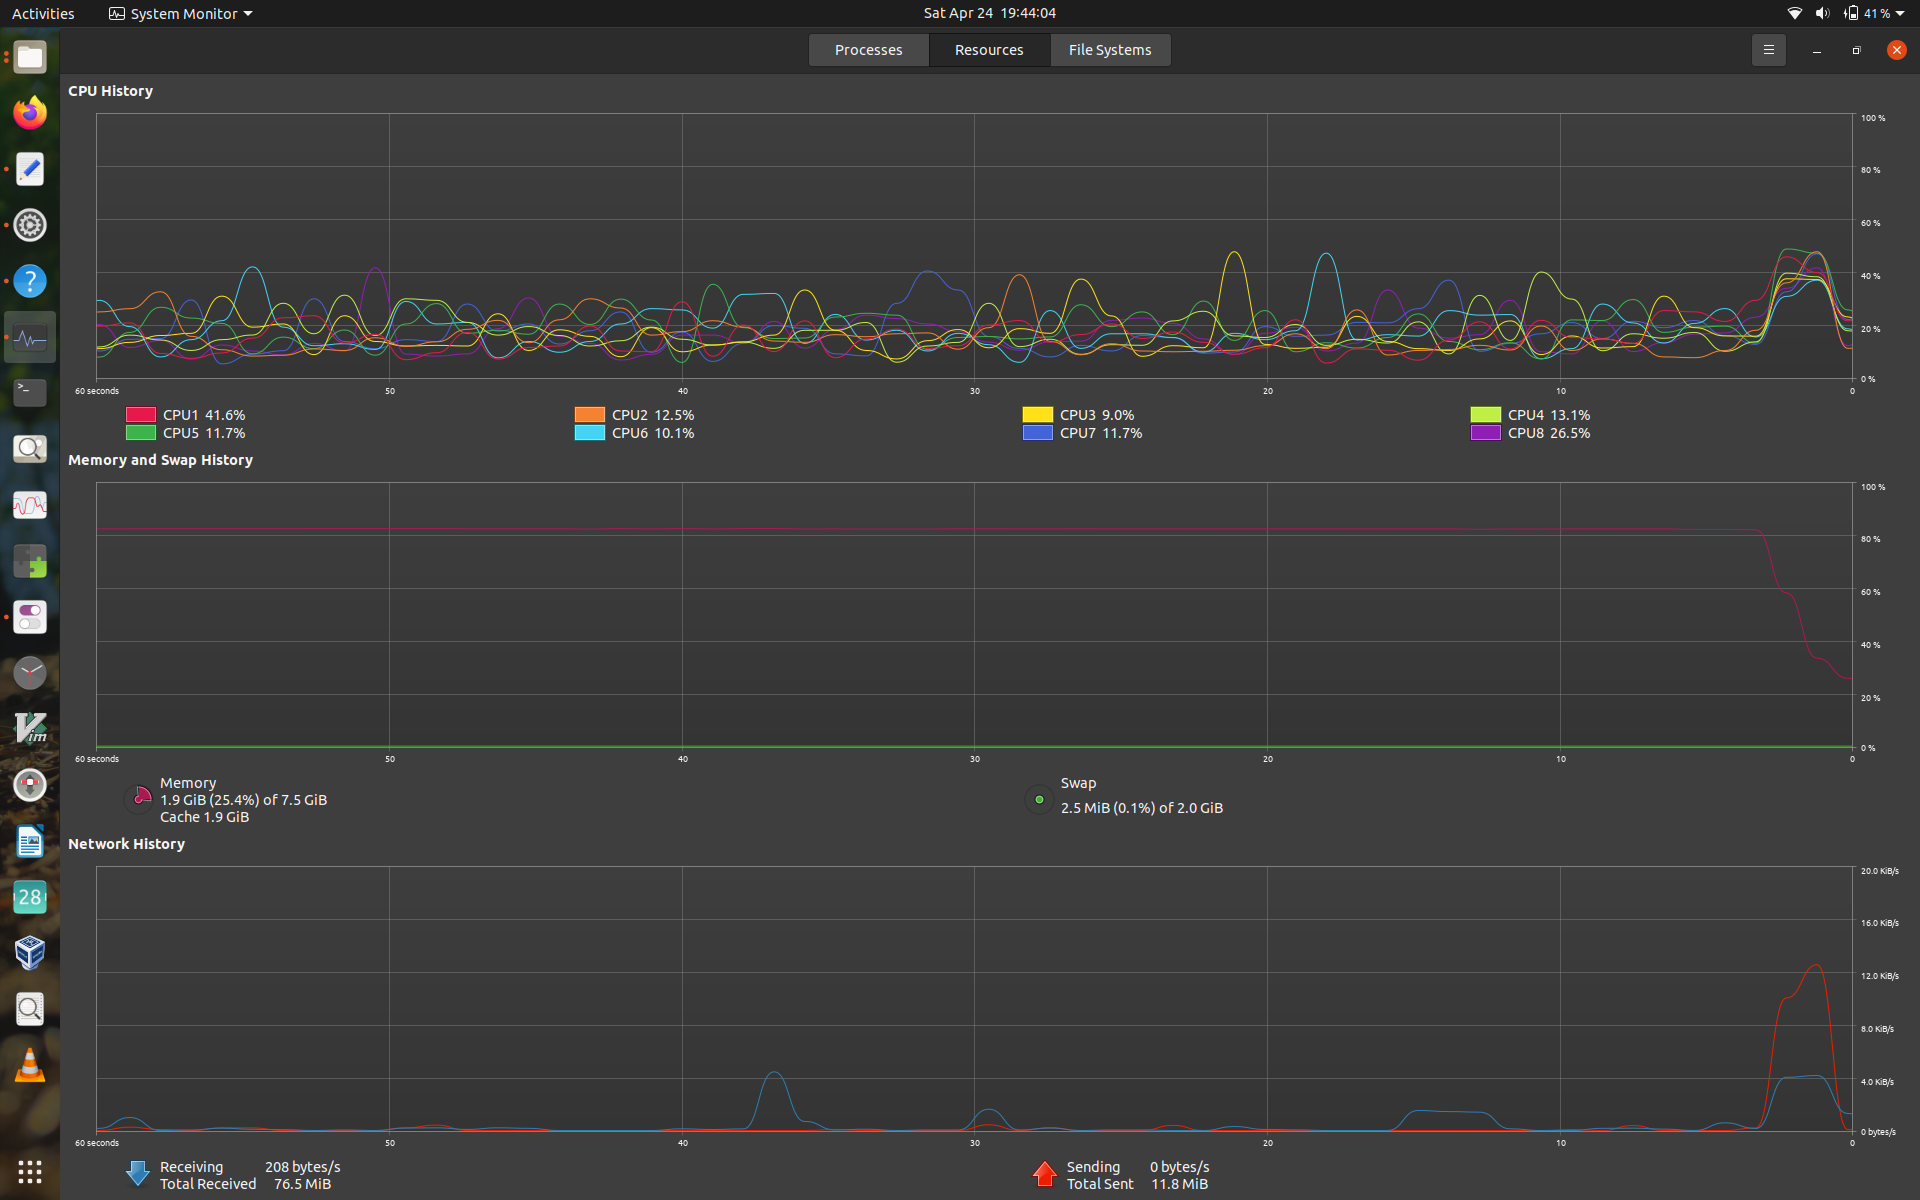 Activities System Monitor Sat Apr 24 19:44:04 41 %
Processes Resources File Systems
CPU History
100 %
80 %
60 %
40 %
20 %
0 %
60 seconds 50 40 30 20 10 0
CPU1 41.6% CPU2 12.5% CPU3 9.0% CPU4 13.1%
CPU5 11.7% CPU6 10.1% CPU7 11.7% CPU8 26.5%
Memory and Swap History
100 %
80 %
60 %
40 %
20 %
0 %
60 seconds 50 40 30 20 10 0
Memory
1.9 GiB (25.4%) of 7.5 GiB
Cache 1.9 GiB
Swap
2.5 MiB (0.1%) of 2.0 GiB
Network History
20.0 KiB/s
16.0 KiB/s
12.0 KiB/s
8.0 KiB/s
4.0 KiB/s
0 bytes/s
60 seconds 50 40 30 20 10 0
Receiving 208 bytes/s
Total Received 76.5 MiB
Sending 0 bytes/s
Total Sent 11.8 MiB
?
>_
Vim
28